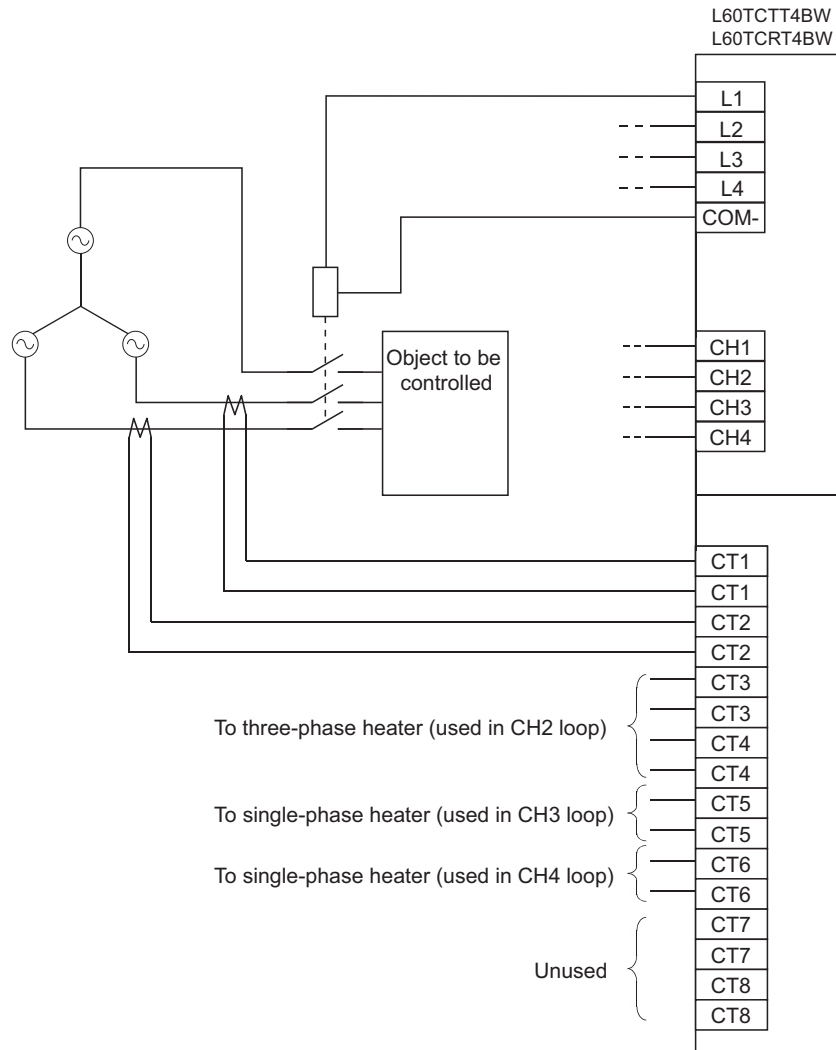 L60TCTT4BW
L60TCRT4BW
L1
L2
L3
L4
COM-
Object to be
controlled
CH1
CH2
CH3
CH4
CT1
CT1
CT2
CT2
CT3
To three-phase heater (used in CH2 loop)
CT3
CT4
CT4
To single-phase heater (used in CH3 loop)
CT5
CT5
To single-phase heater (used in CH4 loop)
CT6
CT6
CT7
CT7
Unused
CT8
CT8